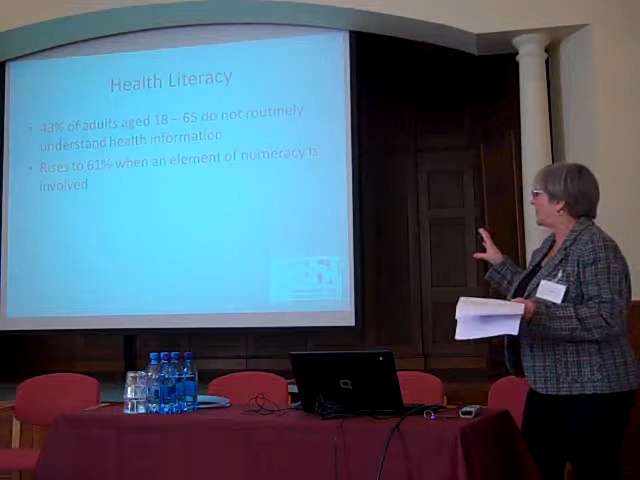 Health Literacy
• 43% of adults aged 18 – 65 do not routinely
understand health information
• Rises to 61% when an element of numeracy is
involved